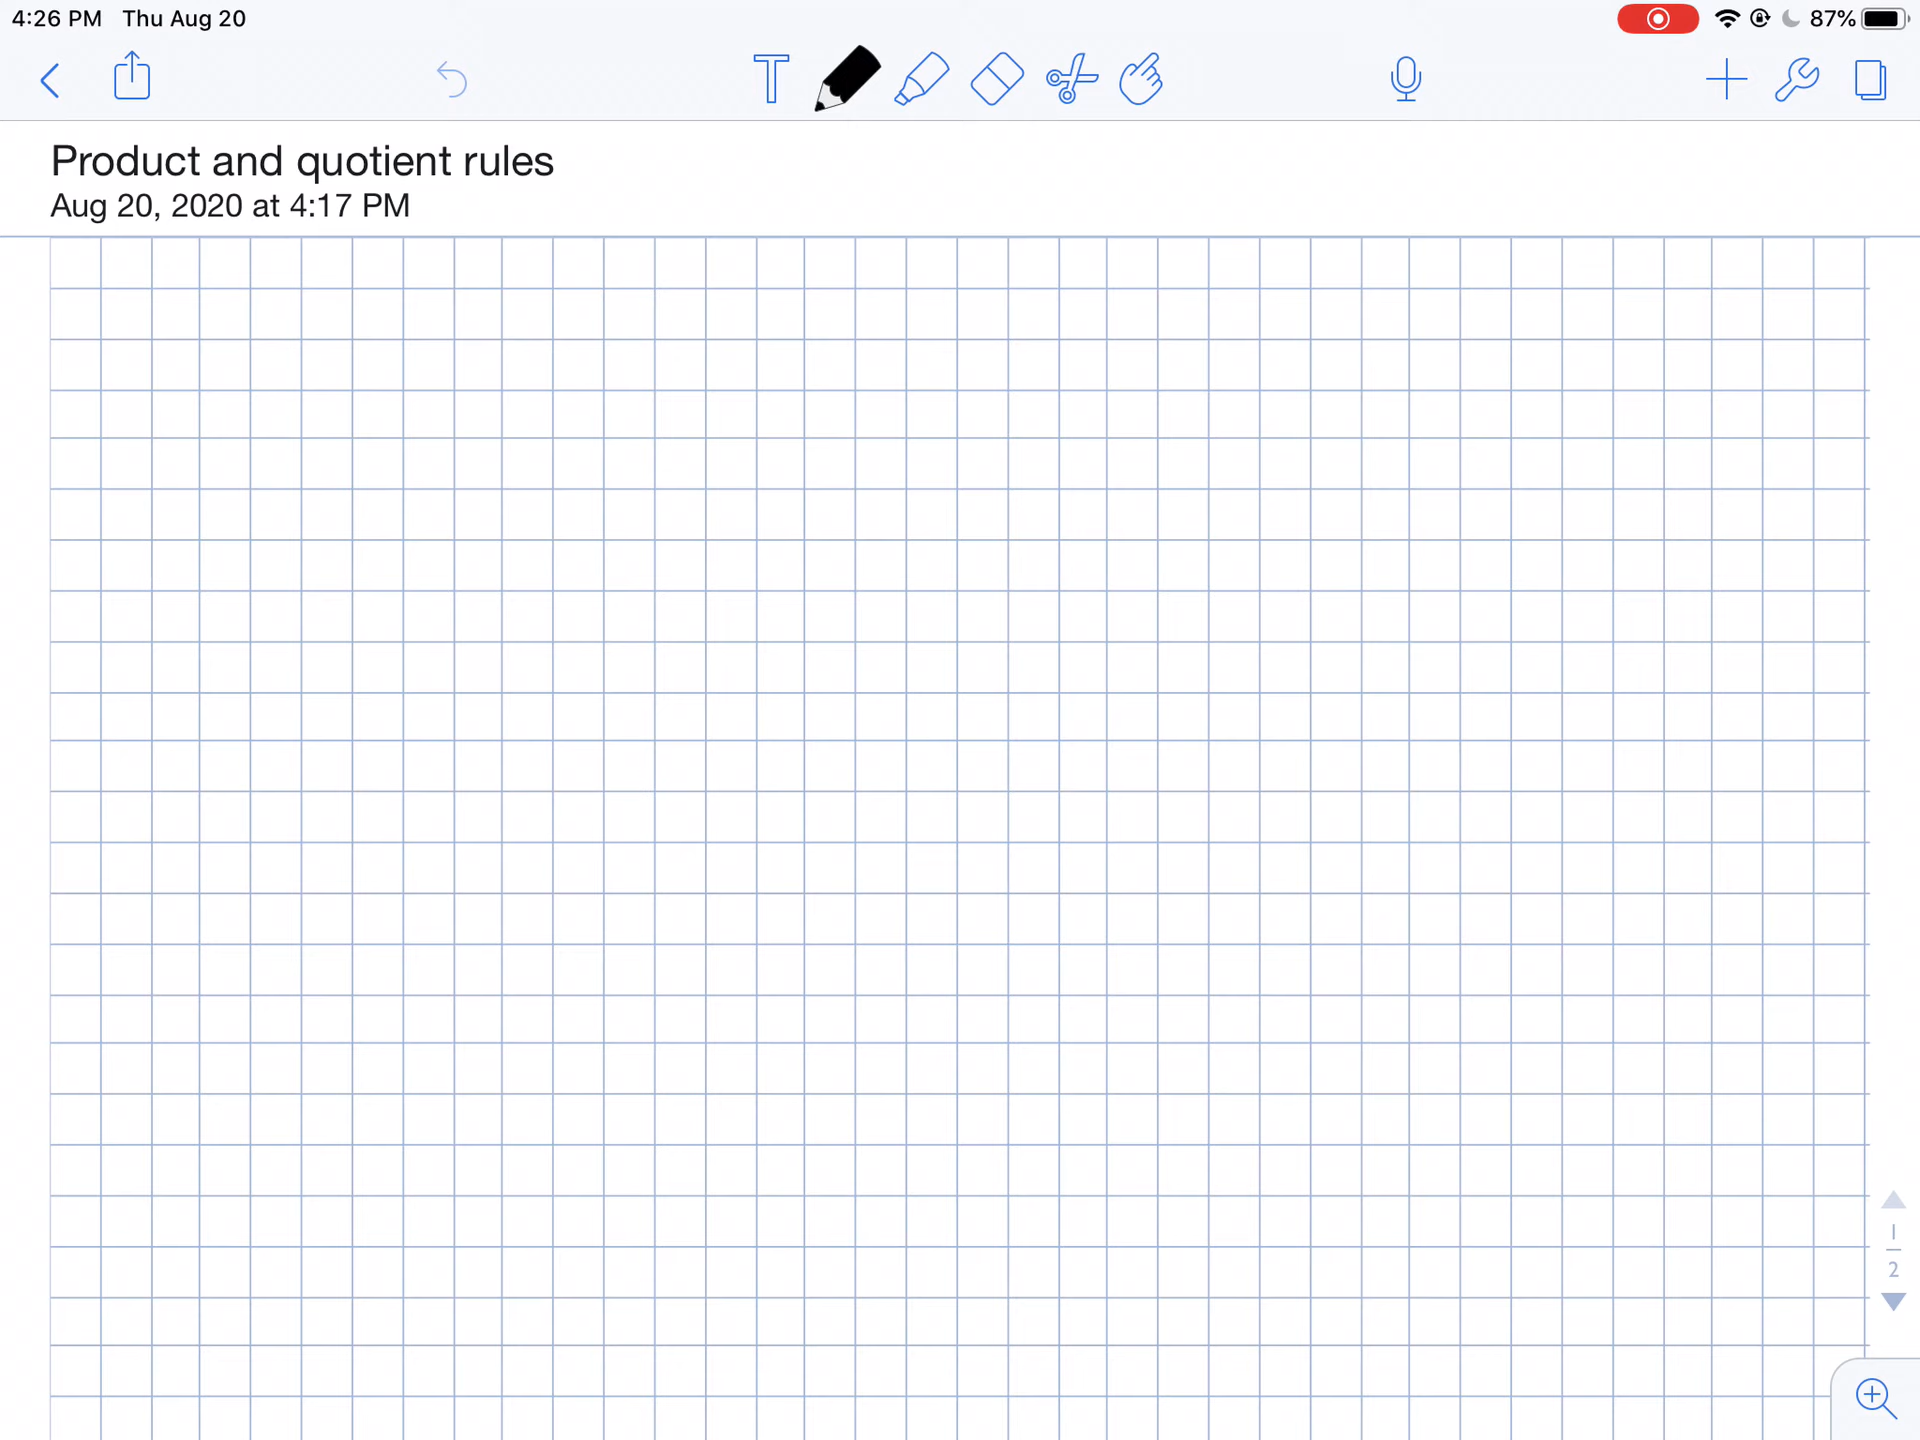 4:26 PM Thu Aug 20 87%
T
Product and quotient rules
Aug 20, 2020 at 4:17 PM
1
2